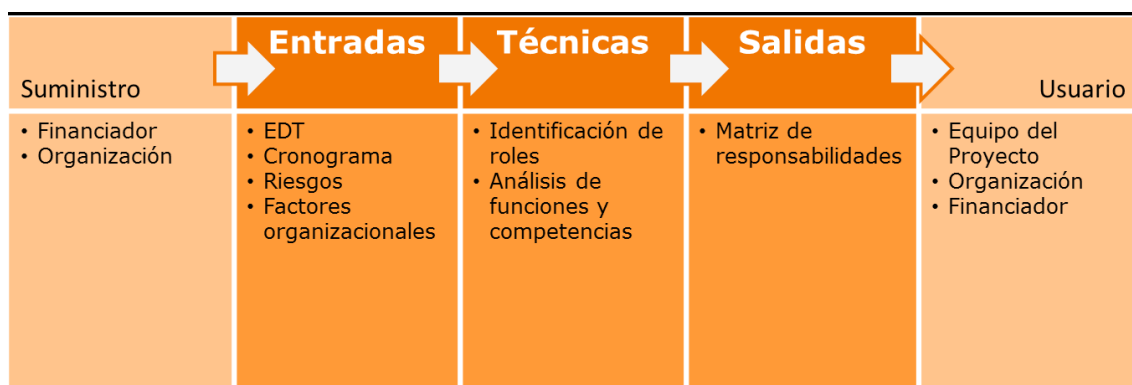 Suministro
Entradas
Técnicas
Salidas
Usuario
• Financiador
• Organización
• EDT
• Cronograma
• Riesgos
• Factores
organizacionales
• Identificación de
roles
• Análisis de
funciones y
competencias
• Matriz de
responsabilidades
• Equipo del
Proyecto
• Organización
• Financiador